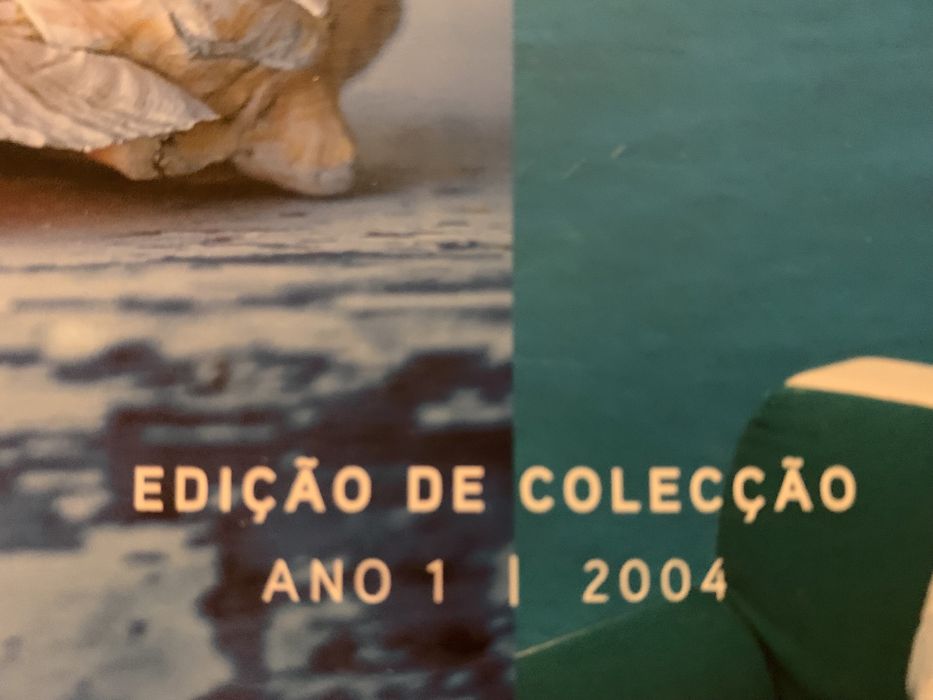 EDIÇÃO DE COLECÇÃO
ANO 1 | 2004